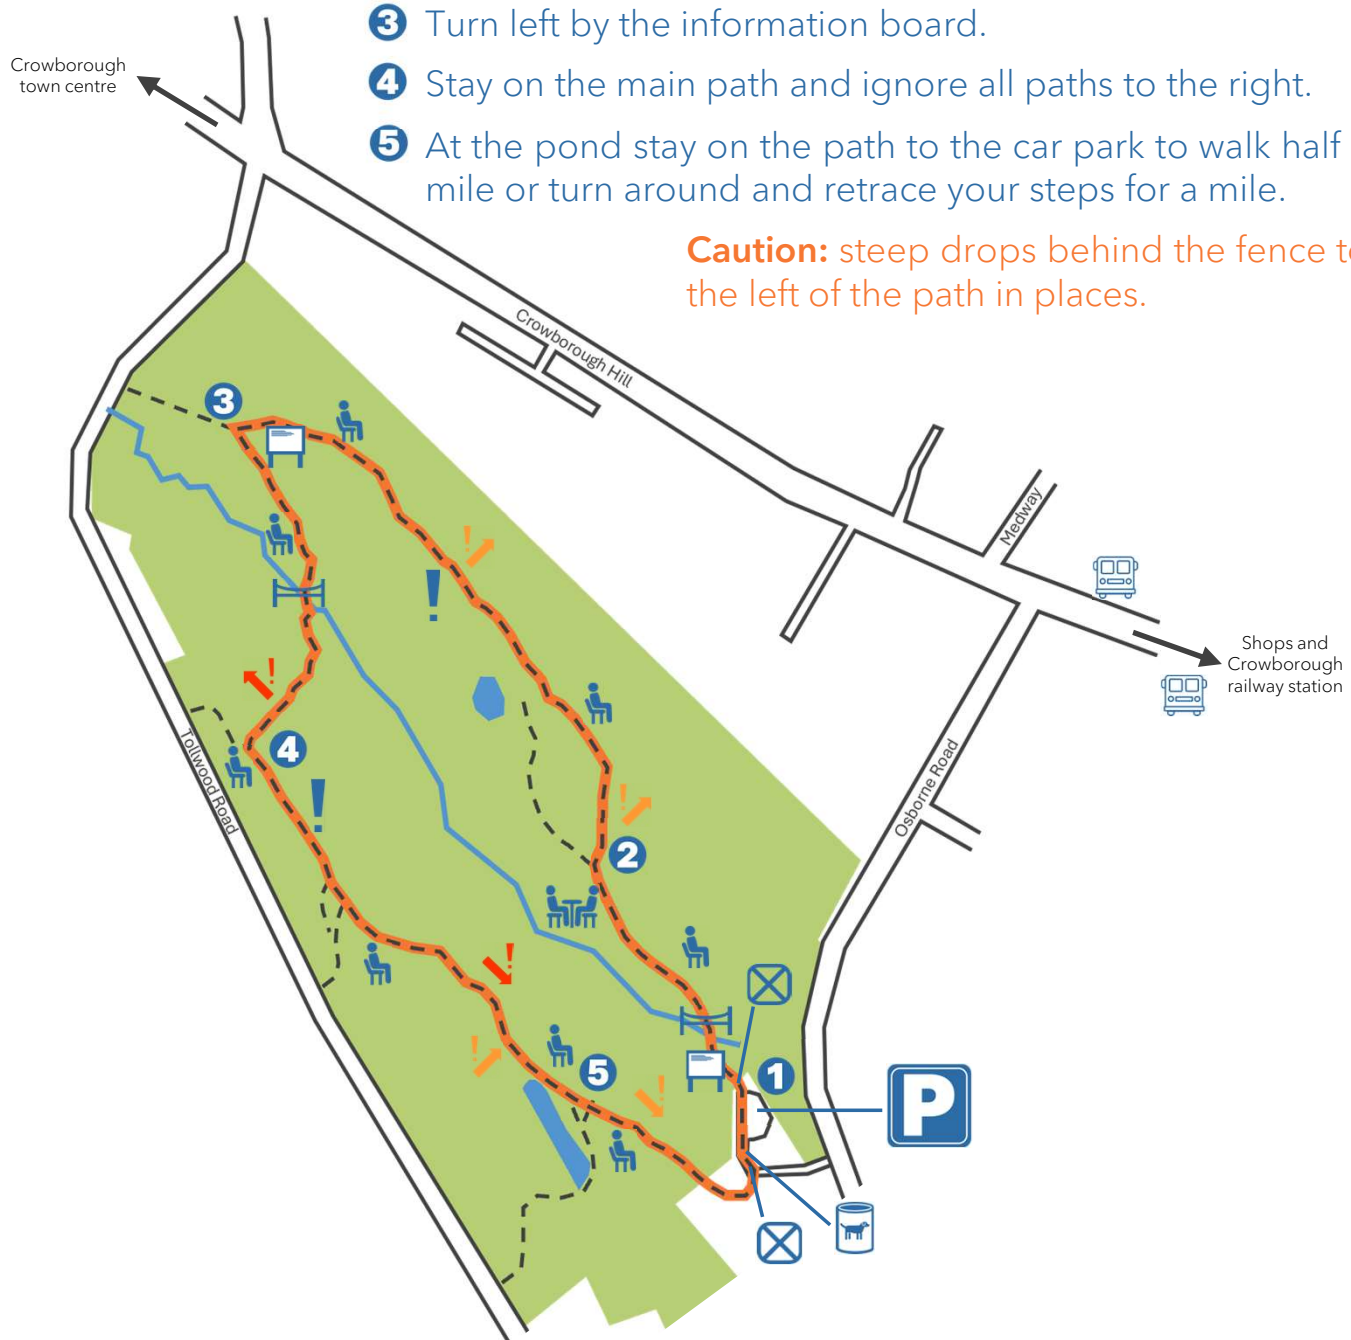 3 Turn left by the information board.
Crowborough
town centre
4 Stay on the main path and ignore all paths to the right.
5 At the pond stay on the path to the car park to walk half
mile or turn around and retrace your steps for a mile.
Caution: steep drops behind the fence t
the left of the path in places.
Crowborough Hill
3
!
!
Medway
Shops and
Crowborough
railway station
!
4
Tollwood Road
!
!
Osborne Road
2
!
!
1
5
!
P